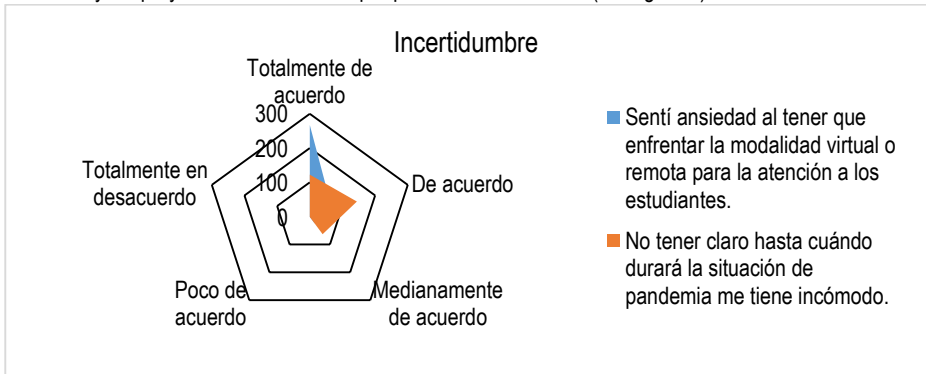 Incertidumbre
Totalmente de
acuerdo
300
200
100
0
De acuerdo
Medianamente
de acuerdo
Poco de
acuerdo
Totalmente en
desacuerdo
Sentí ansiedad al tener que
enfrentar la modalidad virtual o
remota para la atención a los
estudiantes.
No tener claro hasta cuándo
durará la situación de
pandemia me tiene incómodo.